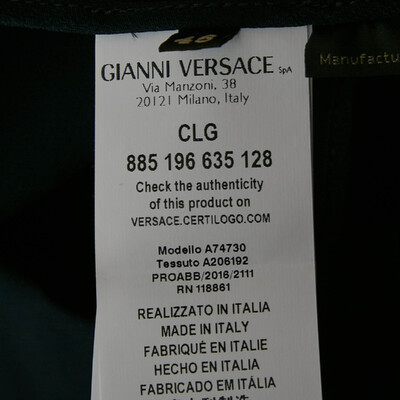 46
GIANNI VERSACE SpA
Manufactu
Via Manzoni, 38
20121 Milano, Italy
CLG
885 196 635 128
Check the authenticity
of this product on
VERSACE.CERTILOGO.COM
Modello A74730
Tessuto A206192
PROABB/2016/2111
RN 118861
REALIZZATO IN ITALIA
MADE IN ITALY
FABRIQUÉ EN ITALIE
HECHO EN ITALIA
FABRICADO EM ITÁLIA